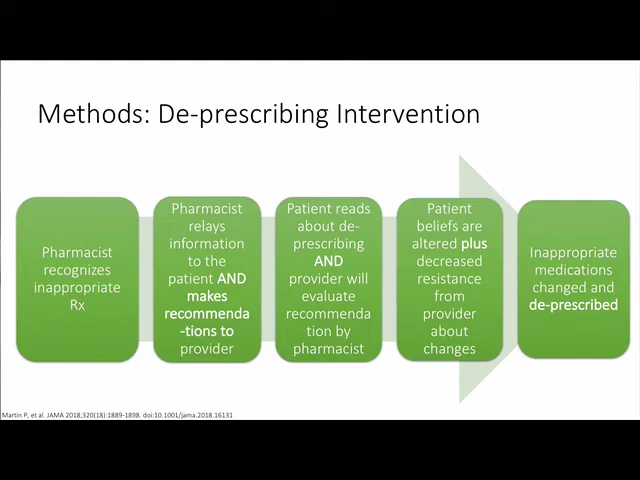 Methods: De-prescribing Intervention
Pharmacist
recognizes
inappropriate
Rx
Pharmacist
relays
information
to the
patient AND
makes
recommenda
-tions to
provider
Patient reads
about de-
prescribing
AND
provider will
evaluate
recommenda
tion by
pharmacist
Patient
beliefs are
altered plus
decreased
resistance
from
provider
about
changes
Inappropriate
medications
changed and
de-prescribed
Martin P, et al. JAMA 2018;320(18):1889-1898. doi:10.1001/jama.2018.16131